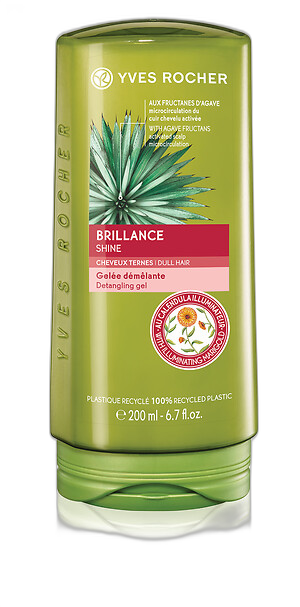 YVES ROCHER
AUX FRUCTANES D'AGAVE
microcirculation du
cuir chevelu activée
WITH AGAVE FRUCTANS
activated scalp
microcirculation
BRILLANCE
SHINE
CHEVEUX TERNES | DULL HAIR
Gelée démêlante
Detangling gel
AU CALENDULA ILLUMINATEUR
WITH ILLUMINATING MARIGOLD
PLASTIQUE RECYCLÉ 100% RECYCLED PLASTIC
e 200 ml - 6.7 fl.oz.
YVES ROCHER